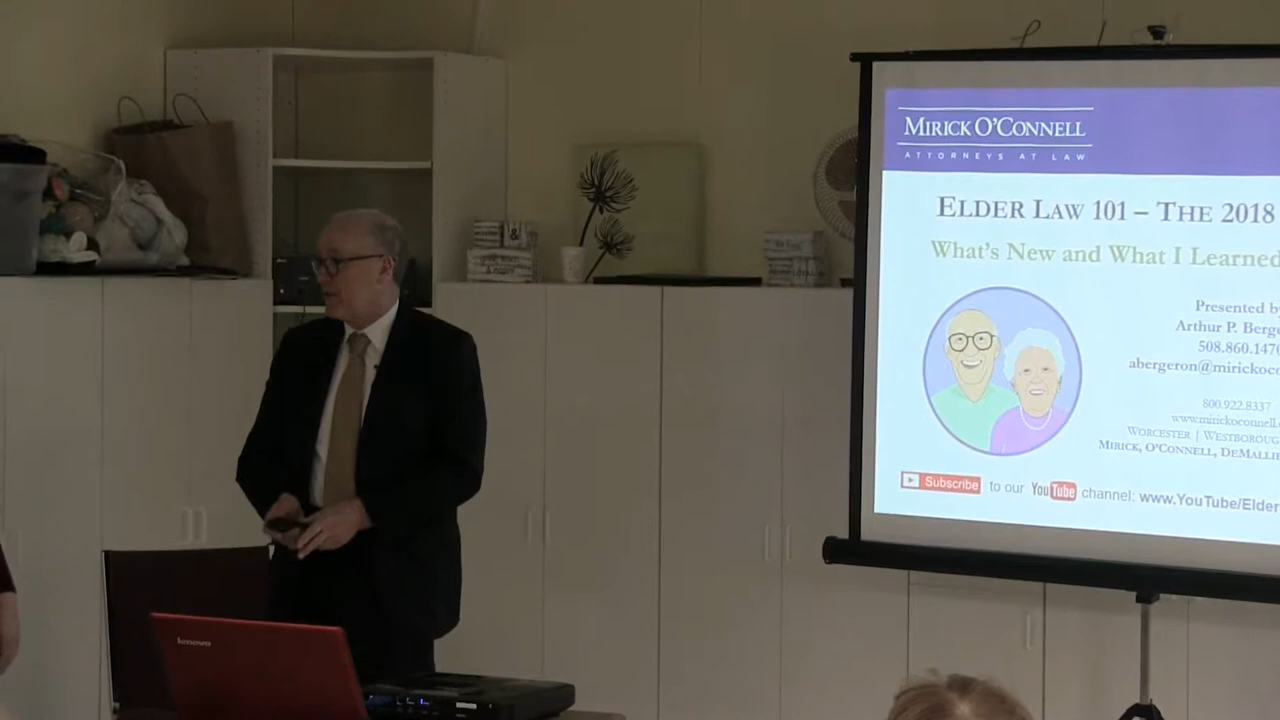 MIRICK O'CONNELL
ATTORNEYS AT LAW
ELDER LAW 101 – THE 2018
What's New and What I Learned
Presented by
Arthur P. Berge
508.860.1470
abergeron@mirickoco
800.922.8337
www.mirickoconnell.
WORCESTER | WESTBOROUG
MIRICK, O'CONNELL, DEMALLIE
Subscribe to our YouTube channel: www.YouTube/Elder
lenovo
&